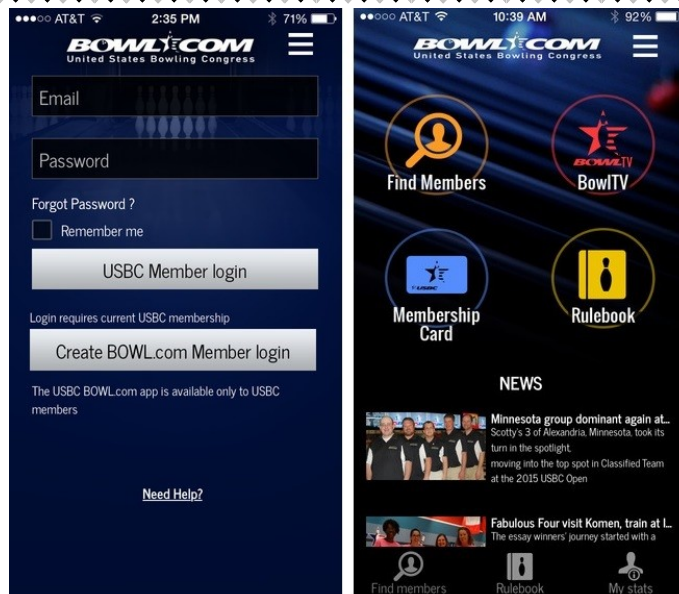 AT&T 2:35 PM 71%
BOWL.COM
United States Bowling Congress
Email
Password
Forgot Password ?
Remember me
USBC Member login
Login requires current USBC membership
Create BOWL.com Member login
The USBC BOWL.com app is available only to USBC
members
Need Help?
AT&T 10:39 AM 92%
BOWL.COM
United States Bowling Congress
Find Members
BOWLTV
BowlTV
USBC
Membership
Card
Rulebook
NEWS
Minnesota group dominant again at...
Scotty's 3 of Alexandria, Minnesota, took its
turn in the spotlight,
moving into the top spot in Classified Team
at the 2015 USBC Open
Fabulous Four visit Komen, train at I...
The essay winners' journey started with a
Find members
Rulebook
My stats